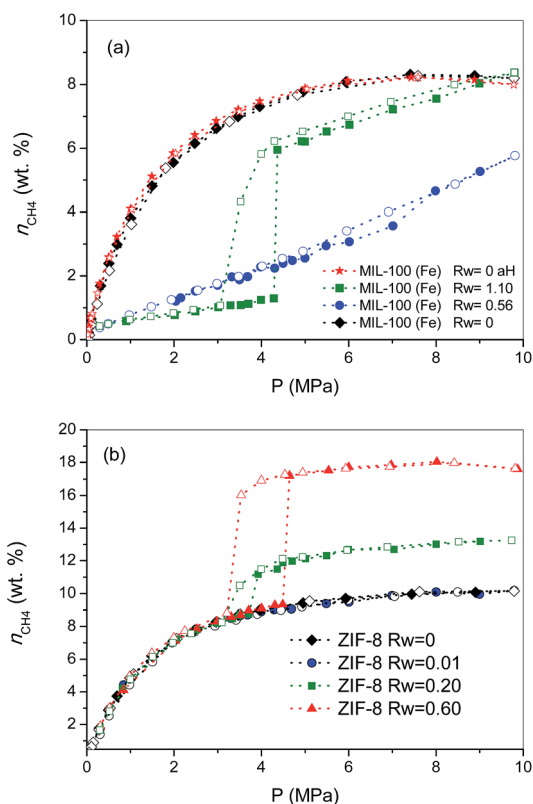 (a)
10
8
6
4
2
0
n CH4 (wt. %)
MIL-100 (Fe) Rw= 0 aH
MIL-100 (Fe) Rw= 1.10
MIL-100 (Fe) Rw= 0.56
MIL-100 (Fe) Rw= 0
0 2 4 6 8 10
P (MPa)
(b)
20
18
16
14
12
10
8
6
4
2
n CH4 (wt. %)
ZIF-8 Rw=0
ZIF-8 Rw=0.01
ZIF-8 Rw=0.20
ZIF-8 Rw=0.60
0 2 4 6 8 10
P (MPa)